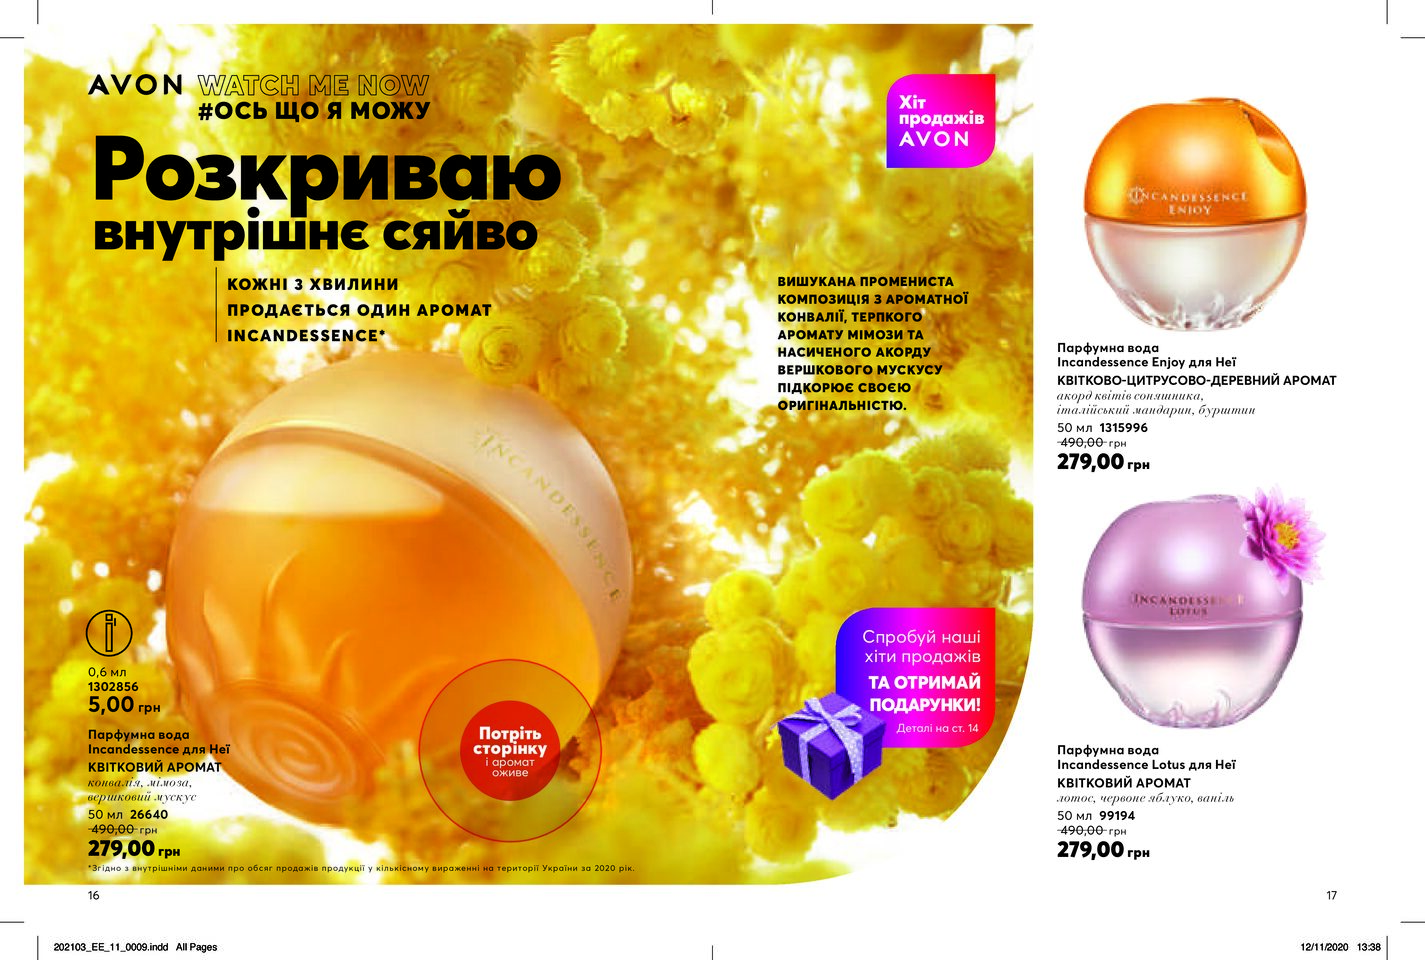 AVON WATCH ME NOW
#ОСЬ ЩО Я МОЖУ
Розкриваю
внутрішнє сяйво
КОЖНІ 3 ХВИЛИНИ
ПРОДАЄТЬСЯ ОДИН АРОМАТ
INCANDESSENCE*
Хіт
продажів
AVON
ВИШУКАНА ПРОМЕНИСТА
КОМПОЗИЦІЯ З АРОМАТНОЇ
КОНВАЛІЇ, ТЕРПКОГО
АРОМАТУ МІМОЗИ ТА
НАСИЧЕНОГО АКОРДУ
ВЕРШКОВОГО МУСКУСУ
ПІДКОРЮЄ СВОЄЮ
ОРИГІНАЛЬНІСТЮ.
INCANDESSENCE
0,6 мл
1302856
5,00 грн
Парфумна вода
Incandessence для Неї
КВІТКОВИЙ АРОМАТ
конвалія, мімоза,
вершковий мускус
50 мл 26640
490,00 грн
279,00 грн
*Згідно з внутрішніми даними про обсяг продажів продукції у кількісному вираженні на території України за 2020 рік.
Потріть
сторінку
і аромат
оживе
Спробуй наші
хіти продажів
ТА ОТРИМАЙ
ПОДАРУНКИ!
Деталі на ст. 14
INCANDESSENCE
ENJOY
Парфумна вода
Incandessence Enjoy для Неї
КВІТКОВО-ЦИТРУСОВО-ДЕРЕВНИЙ АРОМАТ
акорд квітів соняшника,
італійський мандарин, бурштин
50 мл 1315996
490,00 грн
279,00 грн
INCANDESSENCE
LOTUS
Парфумна вода
Incandessence Lotus для Неї
КВІТКОВИЙ АРОМАТ
лотос, червоне яблуко, ваніль
50 мл 99194
490,00 грн
279,00 грн
16
17
202103_EE_11_0009.indd All Pages
12/11/2020 13:38